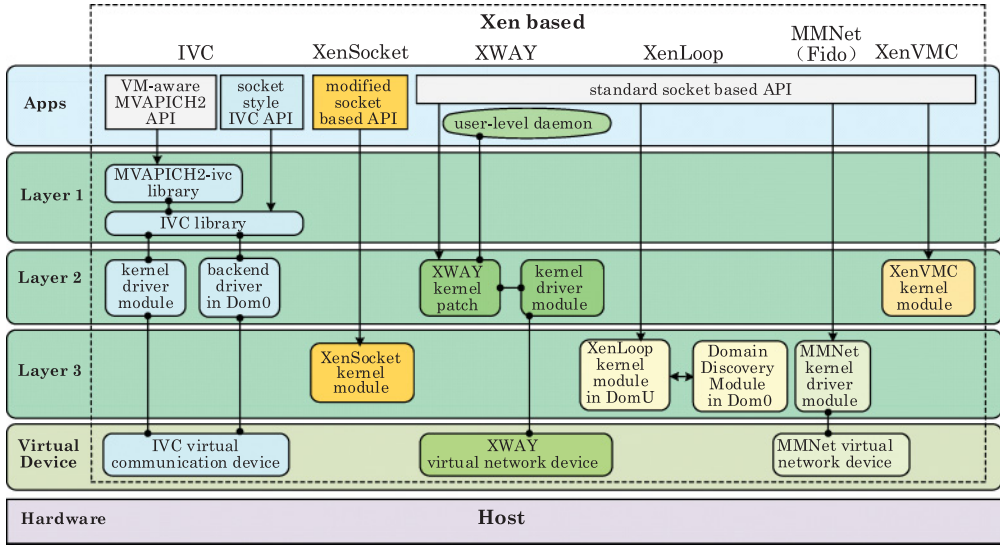 Xen based
IVC
XenSocket
XWAY
XenLoop
MMNet
(Fido)
XenVMC
Apps
VM-aware
MVAPICH2
API
socket
style
IVC API
modified
socket
based API
standard socket based API
user-level daemon
Layer 1
MVAPICH2-ivc
library
IVC library
Layer 2
kernel
driver
module
backend
driver
in Dom0
XWAY
kernel
patch
kernel
driver
module
XenVMC
kernel
module
Layer 3
XenSocket
kernel
module
XenLoop
kernel
module
in DomU
Domain
Discovery
Module
in Dom0
MMNet
kernel
driver
module
Virtual
Device
IVC virtual
communication device
XWAY
virtual network device
MMNet virtual
network device
Hardware
Host